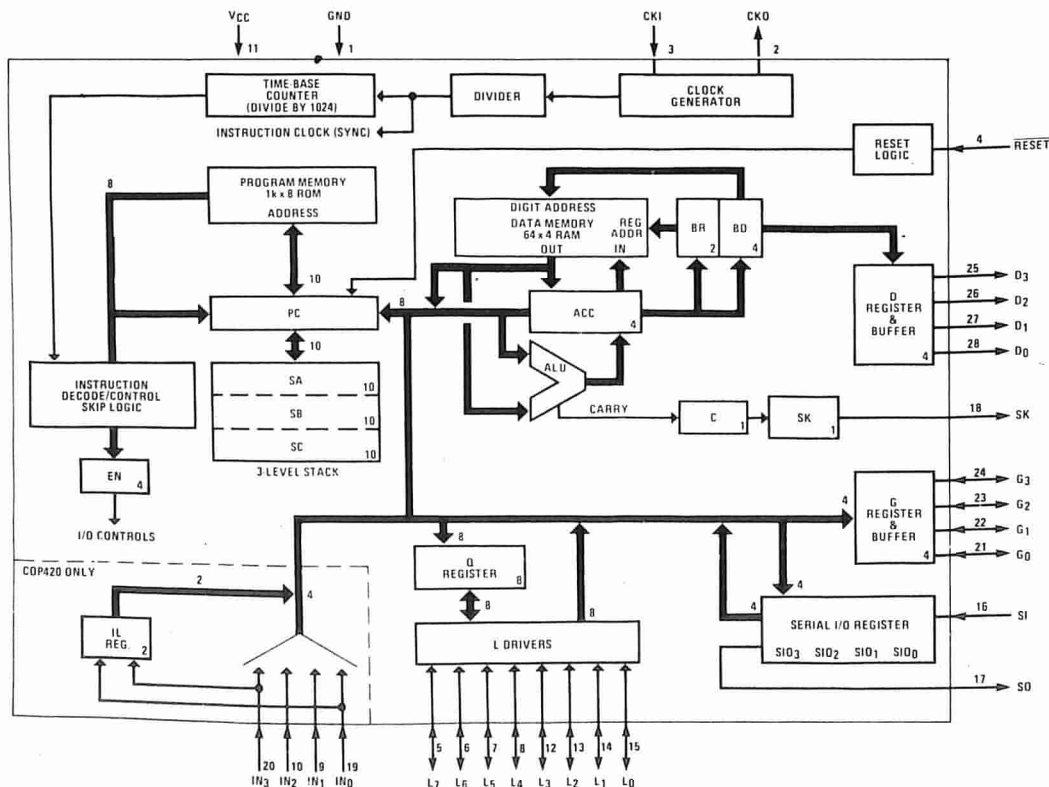 VCC
GND
CKI
CKO
11
1
3
2
TIME-BASE
COUNTER
(DIVIDE BY 1024)
DIVIDER
CLOCK
GENERATOR
INSTRUCTION CLOCK (SYNC)
RESET
LOGIC
4
RESET
8
PROGRAM MEMORY
1k x 8 ROM
ADDRESS
DIGIT ADDRESS
DATA MEMORY
64 x 4 RAM
OUT
REG
ADDR
IN
BR
2
BD
4
10
PC
8
ACC
4
D
REGISTER
&
BUFFER
4
25 D3
26 D2
27 D1
28 D0
10
INSTRUCTION
DECODE/CONTROL
SKIP LOGIC
SA
10
SB
10
SC
10
3-LEVEL STACK
ALU
CARRY
C
1
SK
1
18 SK
EN
4
I/O CONTROLS
4
G
REGISTER
&
BUFFER
4
24 G3
23 G2
22 G1
21 G0
8
Q
REGISTER
8
8
8
L DRIVERS
4
4
SERIAL I/O REGISTER
SIO3 SIO2 SIO1 SIO0
16 SI
17 SO
COP420 ONLY
2
4
IL
REG.
2
20 10 9 19
IN3 IN2 IN1 IN0
5 6 7 8 12 13 14 15
L7 L6 L5 L4 L3 L2 L1 L0